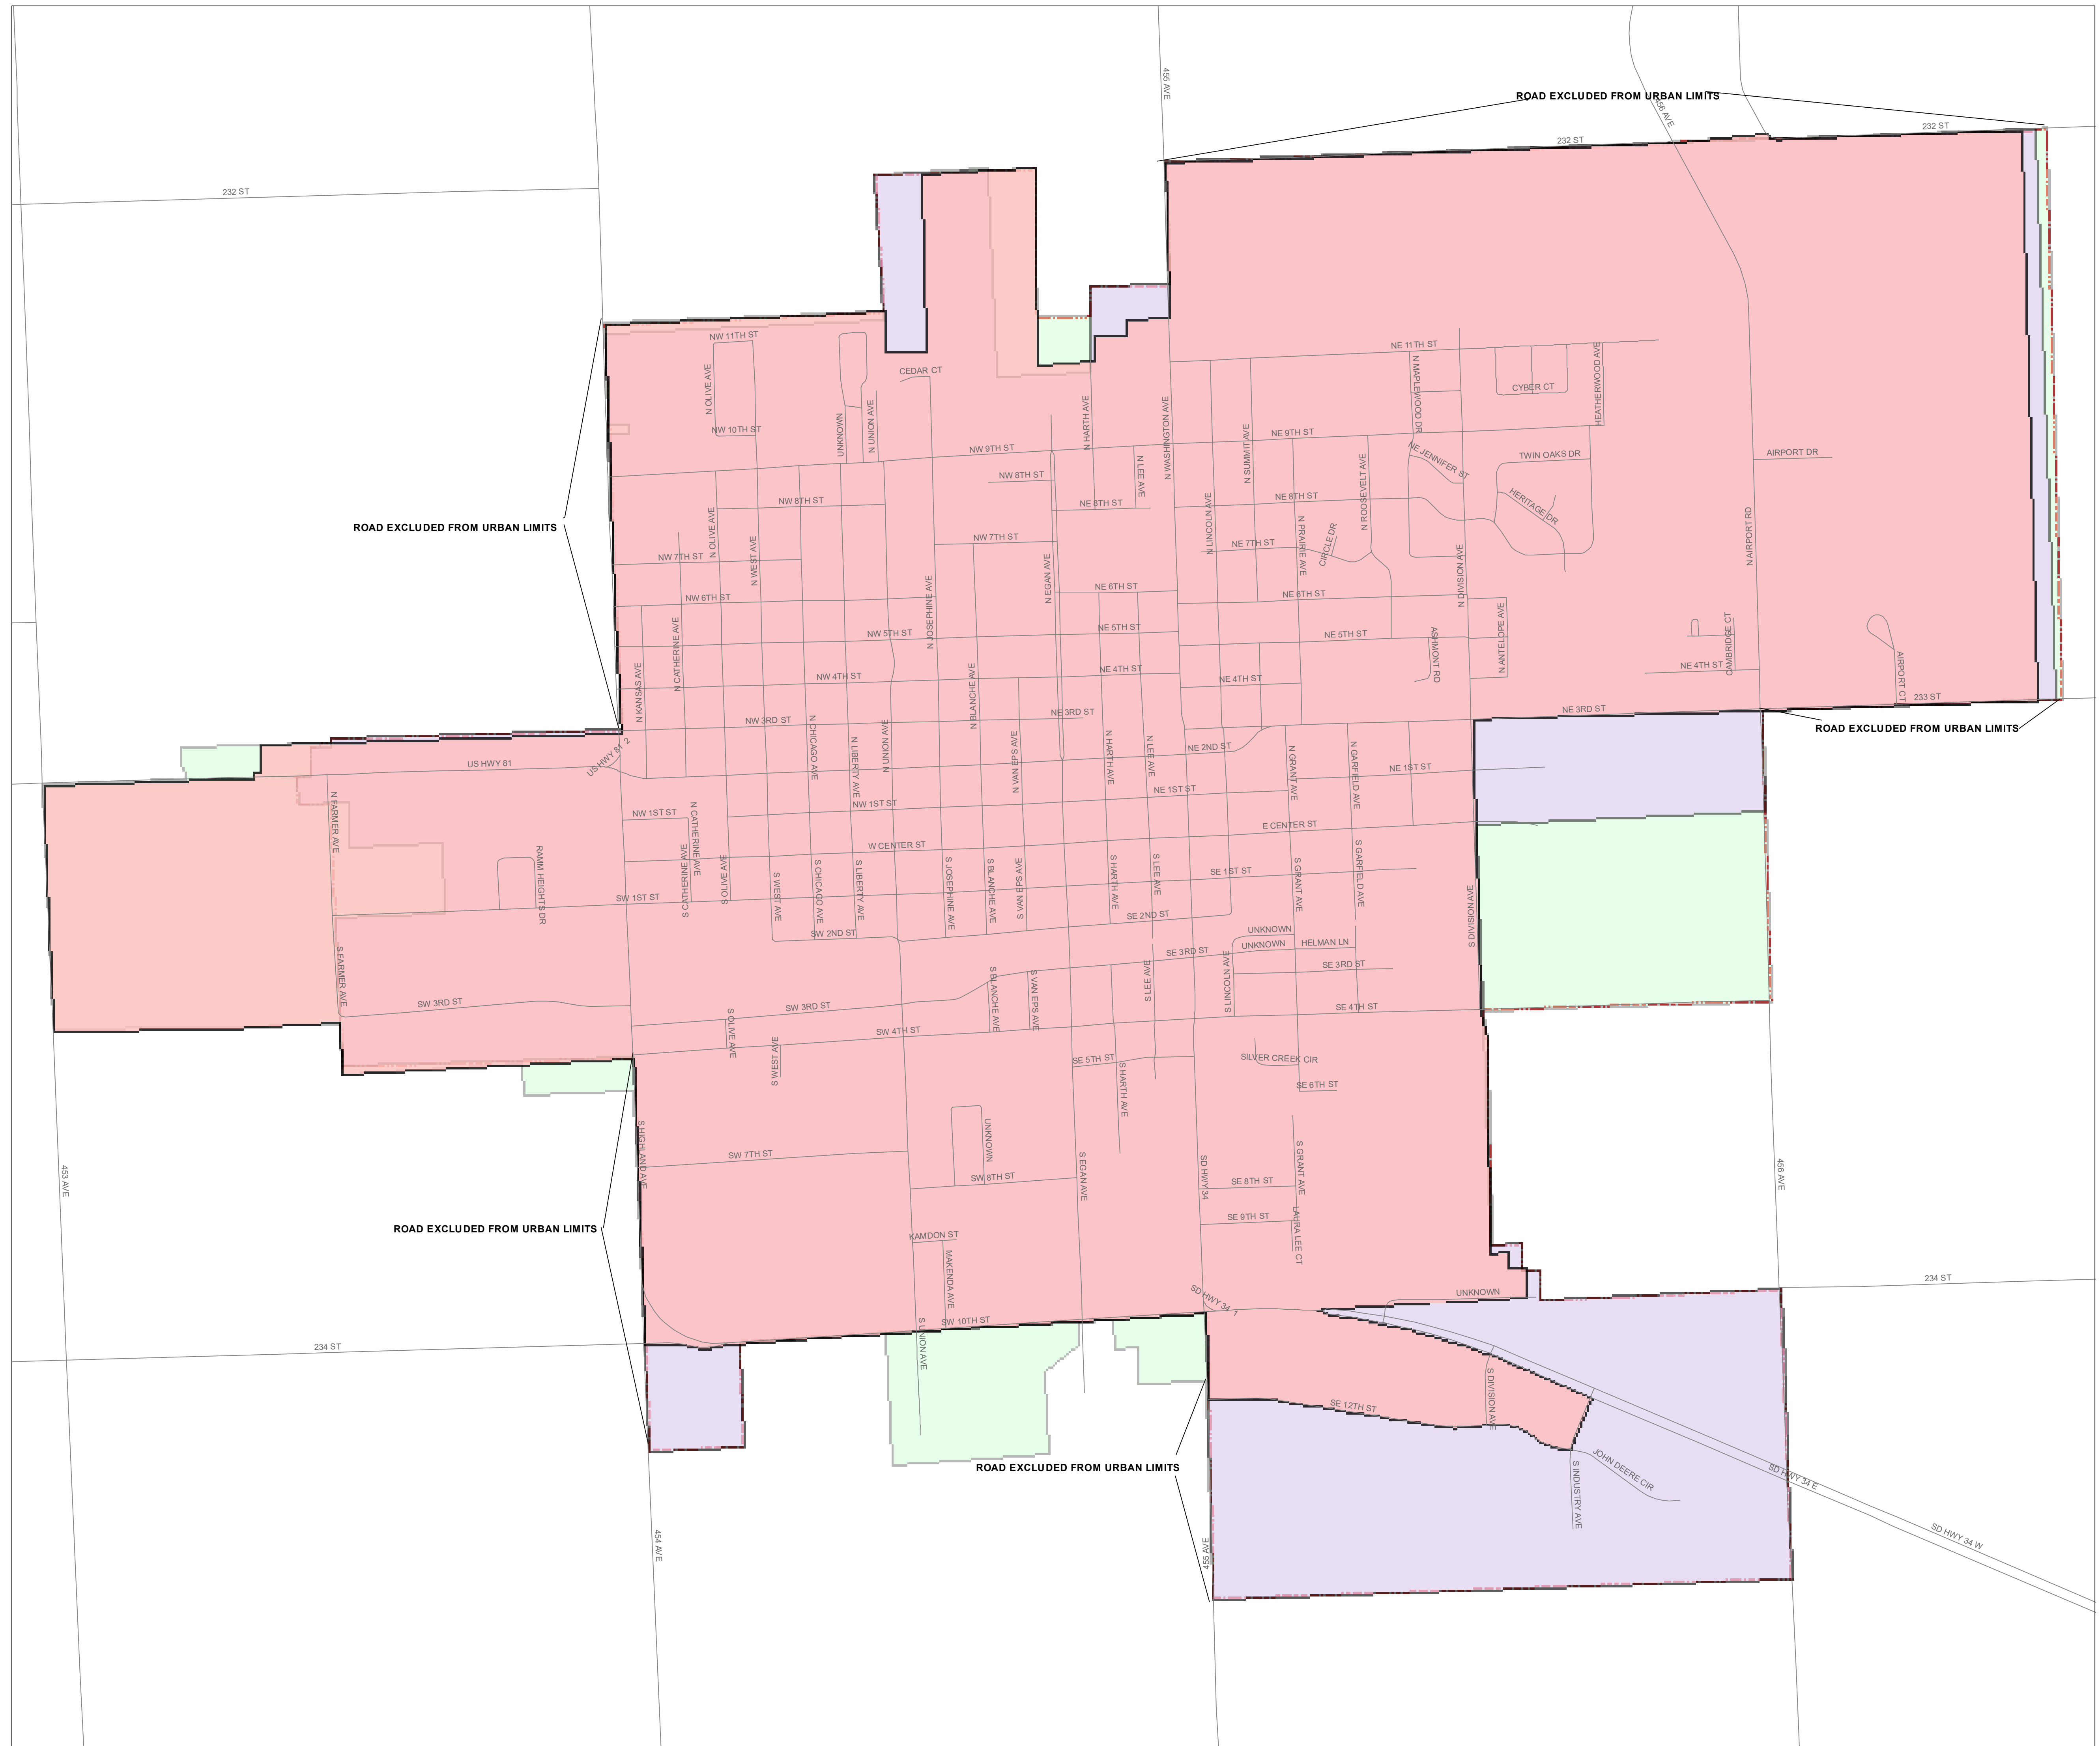 455 AVE
ROAD EXCLUDED FROM URBAN LIMITS
456 AVE
232 ST
232 ST
232 ST
NW 11TH ST
NE 11TH ST
N OLIVE AVE
CEDAR CT
N MAPLEWOOD DR
CYBER CT
HEATHERWOOD AVE
UNKNOWN
N UNION AVE
N HARTH AVE
N WASHINGTON AVE
NW 10TH ST
NW 9TH ST
NE 9TH ST
N SUMMIT AVE
NE JENNIFER ST
TWIN OAKS DR
AIRPORT DR
NW 8TH ST
N LEE AVE
N ROOSEVELT AVE
NW 8TH ST
NE 8TH ST
NE 8TH ST
HERITAGE DR
ROAD EXCLUDED FROM URBAN LIMITS
N OLIVE AVE
N WEST AVE
NW 7TH ST
NW 7TH ST
N LINCOLN AVE
NE 7TH ST
N PRAIRIE AVE
CIRCLE DR
N DIVISION AVE
N AIRPORT RD
NW 6TH ST
N JOSEPHINE AVE
N EGAN AVE
NE 6TH ST
NE 6TH ST
N CATHERINE AVE
NW 5TH ST
NE 5TH ST
NE 5TH ST
ASHMONT RD
N ANTELOPE AVE
CAMBRIDGE CT
N KANSAS AVE
NW 4TH ST
N BLANCHE AVE
NE 4TH ST
NE 4TH ST
NE 4TH ST
AIRPORT CT
233 ST
NW 3RD ST
NE 3RD ST
NE 3RD ST
ROAD EXCLUDED FROM URBAN LIMITS
US HWY 81
US HWY 81 2
N CHICAGO AVE
N LIBERTY AVE
N UNION AVE
N VAN EPS AVE
N HARTH AVE
N LEE AVE
NE 2ND ST
N GRANT AVE
N GARFIELD AVE
NE 1ST ST
N FARMER AVE
NW 1ST ST
N CATHERINE AVE
NW 1ST ST
NE 1ST ST
E CENTER ST
W CENTER ST
RAMM HEIGHTS DR
S CATHERINE AVE
S OLIVE AVE
S WEST AVE
S CHICAGO AVE
S LIBERTY AVE
S JOSEPHINE AVE
S BLANCHE AVE
S VAN EPS AVE
S HARTH AVE
S LEE AVE
SE 1ST ST
S GRANT AVE
S GARFIELD AVE
S DIVISION AVE
SW 1ST ST
SW 2ND ST
SE 2ND ST
UNKNOWN
UNKNOWN
HELMAN LN
S FARMER AVE
SE 3RD ST
SE 3RD ST
S BLANCHE AVE
S VAN EPS AVE
S LEE AVE
S LINCOLN AVE
SW 3RD ST
SW 3RD ST
SE 4TH ST
S OLIVE AVE
S WEST AVE
SW 4TH ST
SE 5TH ST
S HARTH AVE
SILVER CREEK CIR
SE 6TH ST
S HIGHLAND AVE
SW 7TH ST
UNKNOWN
SW 8TH ST
S EGAN AVE
SD HWY 34
SE 8TH ST
S GRANT AVE
453 AVE
456 AVE
ROAD EXCLUDED FROM URBAN LIMITS
SE 9TH ST
LAURA LEE CT
KAMDON ST
MAKENDA AVE
234 ST
UNKNOWN
SD HWY 34 1
SW 10TH ST
S UNION AVE
234 ST
S DIVISION AVE
SE 12TH ST
ROAD EXCLUDED FROM URBAN LIMITS
JOHN DEERE CIR
S INDUSTRY AVE
SD HWY 34 E
SD HWY 34 W
454 AVE
455 AVE